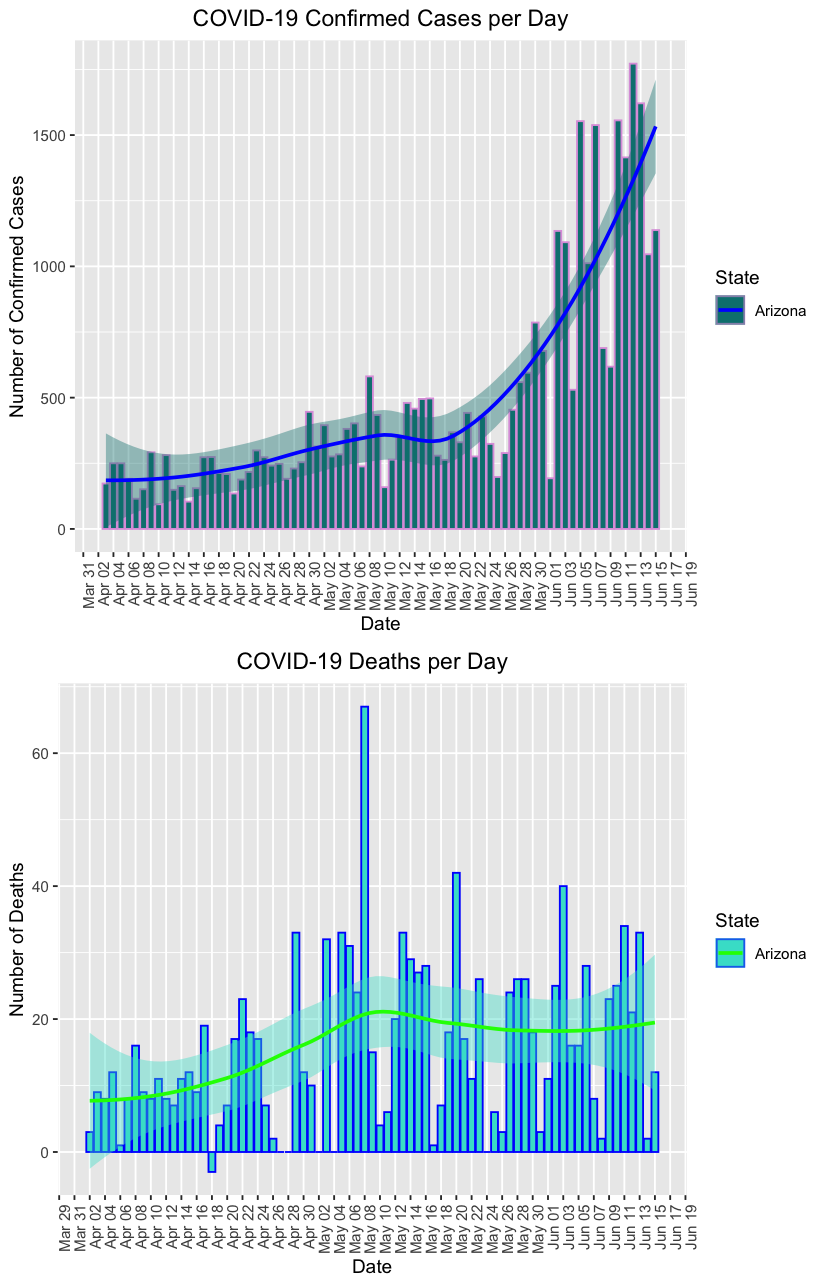 COVID-19 Confirmed Cases per Day
Number of Confirmed Cases
1500
1000
500
0
Mar 31
Apr 02
Apr 04
Apr 06
Apr 08
Apr 10
Apr 12
Apr 14
Apr 16
Apr 18
Apr 20
Apr 22
Apr 24
Apr 26
Apr 28
Apr 30
May 02
May 04
May 06
May 08
May 10
May 12
May 14
May 16
May 18
May 20
May 22
May 24
May 26
May 28
May 30
Jun 01
Jun 03
Jun 05
Jun 07
Jun 09
Jun 11
Jun 13
Jun 15
Jun 17
Jun 19
Date
State
Arizona
COVID-19 Deaths per Day
Number of Deaths
60
40
20
0
Mar 29
Mar 31
Apr 02
Apr 04
Apr 06
Apr 08
Apr 10
Apr 12
Apr 14
Apr 16
Apr 18
Apr 20
Apr 22
Apr 24
Apr 26
Apr 28
Apr 30
May 02
May 04
May 06
May 08
May 10
May 12
May 14
May 16
May 18
May 20
May 22
May 24
May 26
May 28
May 30
Jun 01
Jun 03
Jun 05
Jun 07
Jun 09
Jun 11
Jun 13
Jun 15
Jun 17
Jun 19
Date
State
Arizona